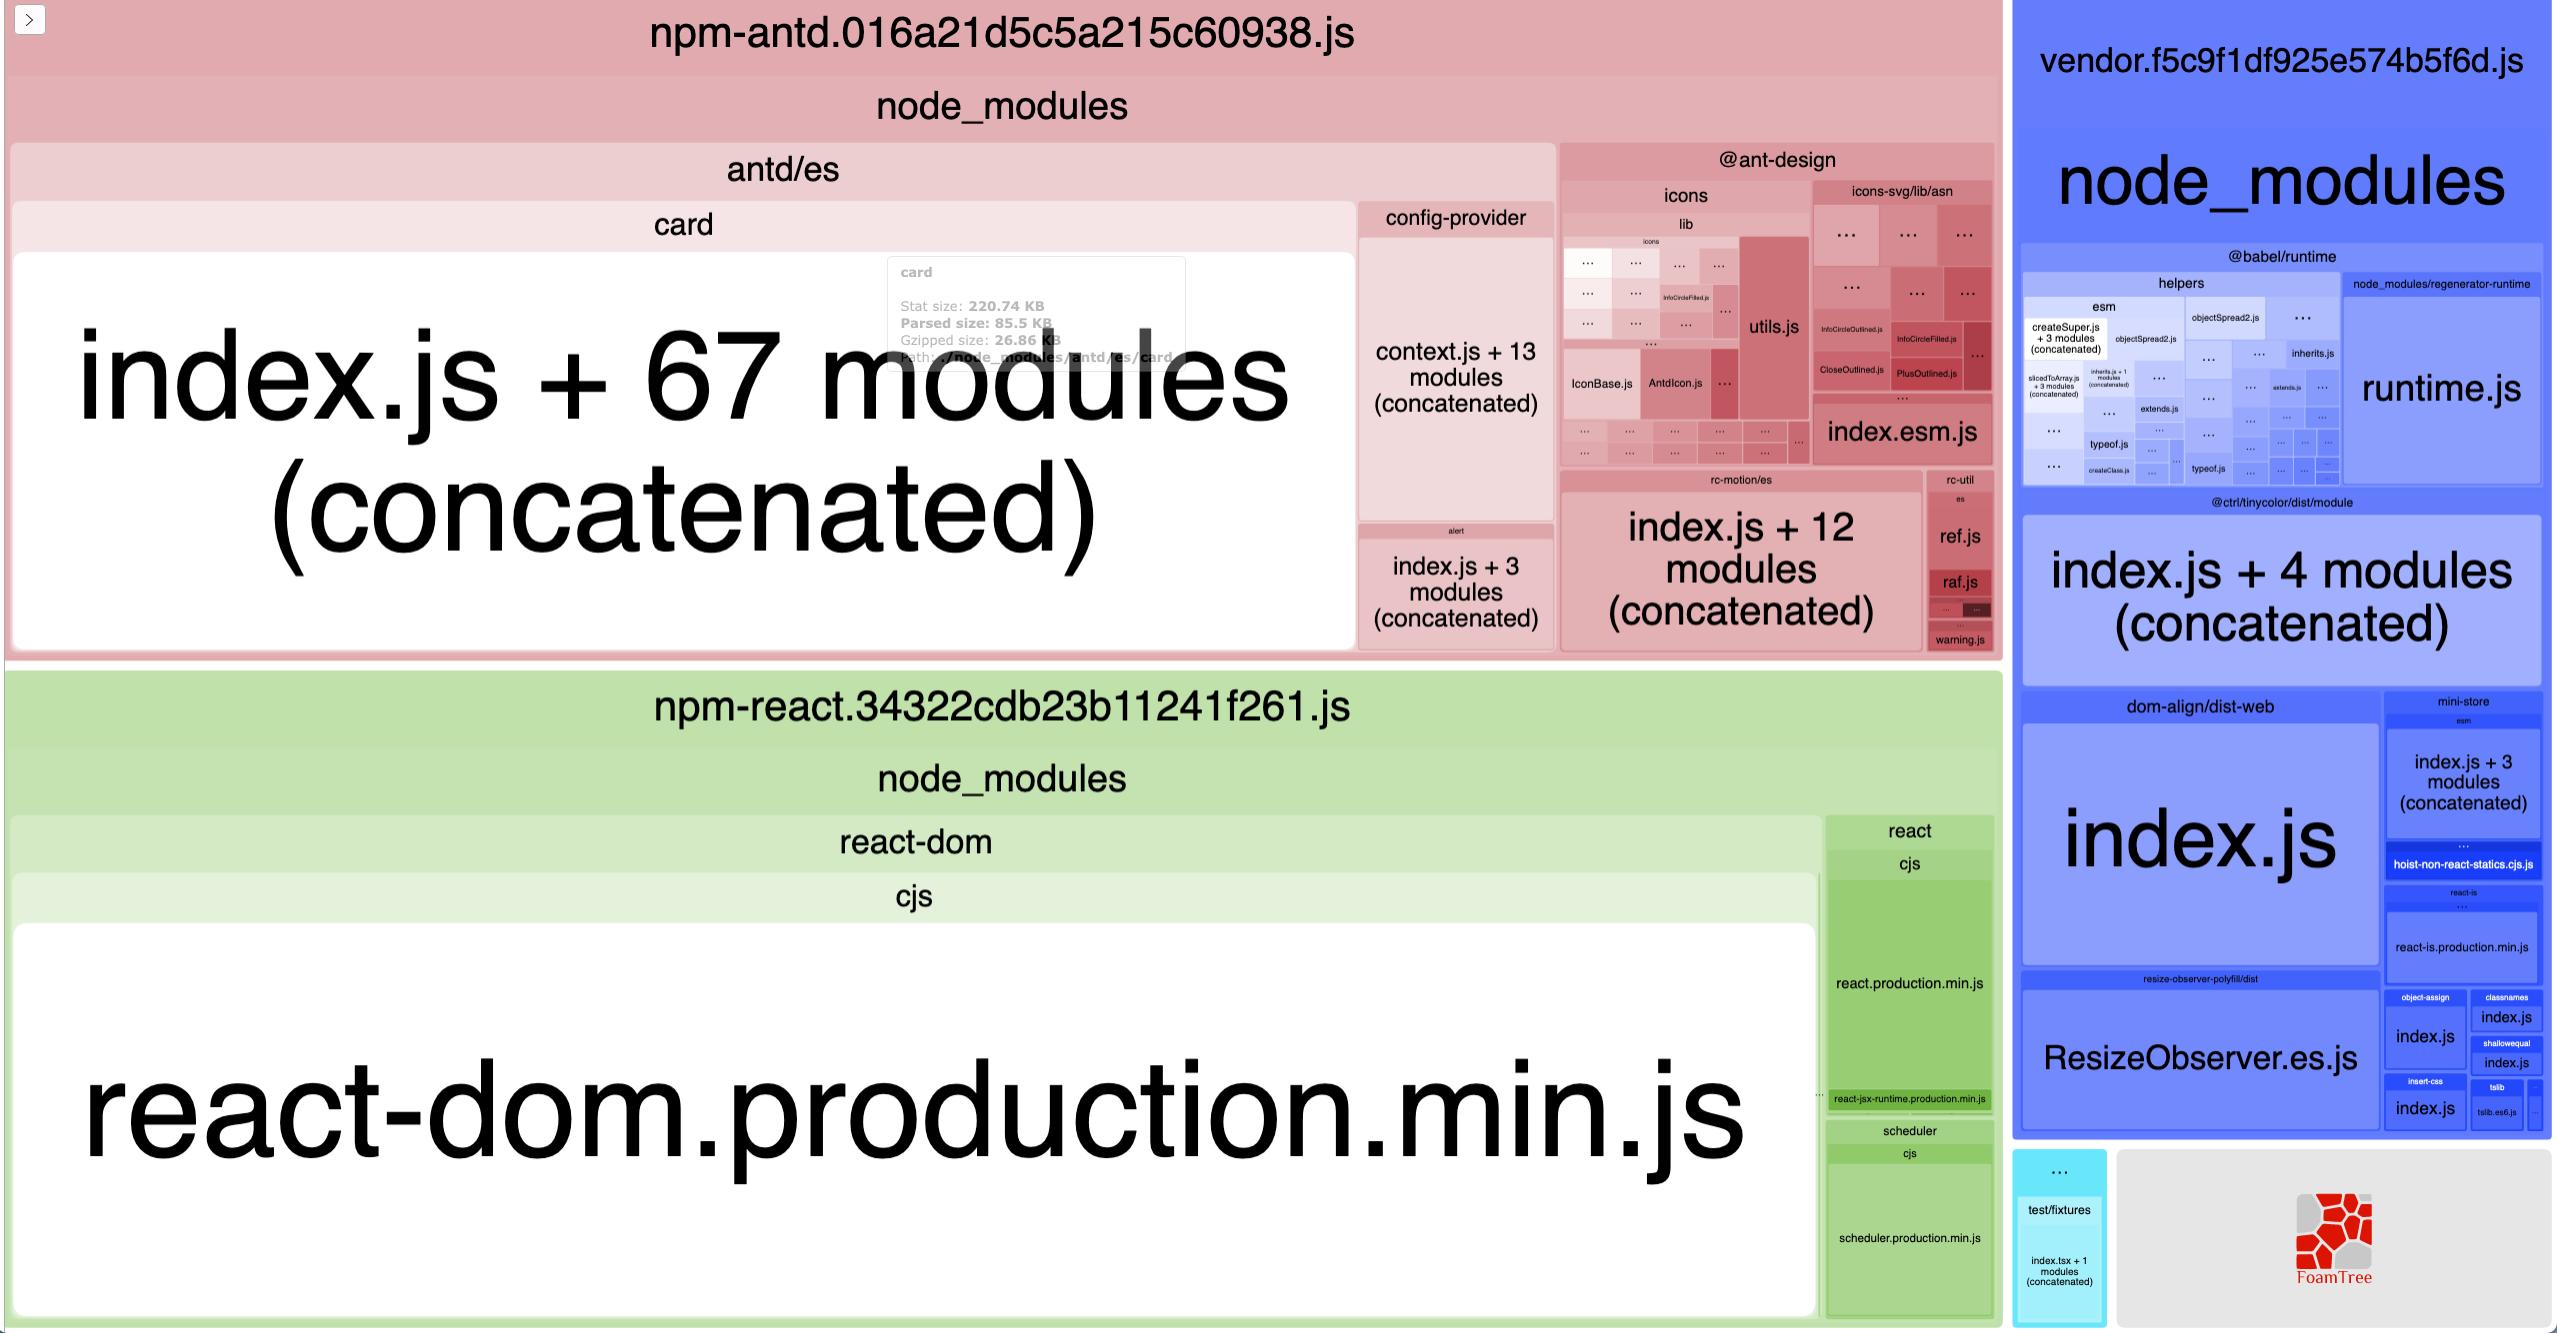 npm-antd.016a21d5c5a215c60938.js
node_modules
antd/es
card
index.js + 67 modules
(concatenated)
card
Stat size: 220.74 KB
Parsed size: 85.5 KB
Gzipped size: 26.86 KB
Path: ./node_modules/antd/es/card
config-provider
context.js + 13
modules
(concatenated)
alert
index.js + 3
modules
(concatenated)
@ant-design
icons
lib
icons
...
...
...
...
...
...
InfoCircleFilled.js
...
...
...
...
...
IconBase.js
AntdIcon.js
...
utils.js
...
...
...
...
...
...
...
...
...
...
...
icons-svg/lib/asn
...
...
...
...
...
...
InfoCircleOutlined.js
InfoCircleFilled.js
...
CloseOutlined.js
PlusOutlined.js
...
index.esm.js
rc-motion/es
index.js + 12
modules
(concatenated)
rc-util
es
ref.js
raf.js
...
...
...
warning.js
npm-react.34322cdb23b11241f261.js
node_modules
react-dom
cjs
react-dom.production.min.js
...
react
cjs
react.production.min.js
react-jsx-runtime.production.min.js
scheduler
cjs
scheduler.production.min.js
vendor.f5c9f1df925e574b5f6d.js
node_modules
@babel/runtime
helpers
esm
createSuper.js
+ 3 modules
(concatenated)
objectSpread2.js
slicedToArray.js
+ 3 modules
(concatenated)
inherits.js + 1
modules
(concatenated)
...
...
extends.js
...
...
typeof.js
...
...
...
createClass.js
...
objectSpread2.js
...
...
...
inherits.js
...
...
extends.js
...
...
...
...
...
...
...
...
typeof.js
...
...
...
...
...
node_modules/regenerator-runtime
runtime.js
@ctrl/tinycolor/dist/module
index.js + 4 modules
(concatenated)
dom-align/dist-web
index.js
mini-store
esm
index.js + 3
modules
(concatenated)
...
hoist-non-react-statics.cjs.js
react-is
...
react-is.production.min.js
resize-observer-polyfill/dist
ResizeObserver.es.js
object-assign
index.js
classnames
index.js
shallowequal
index.js
insert-css
index.js
tslib
tslib.es6.js
...
...
test/fixtures
index.tsx + 1
modules
(concatenated)
FoamTree